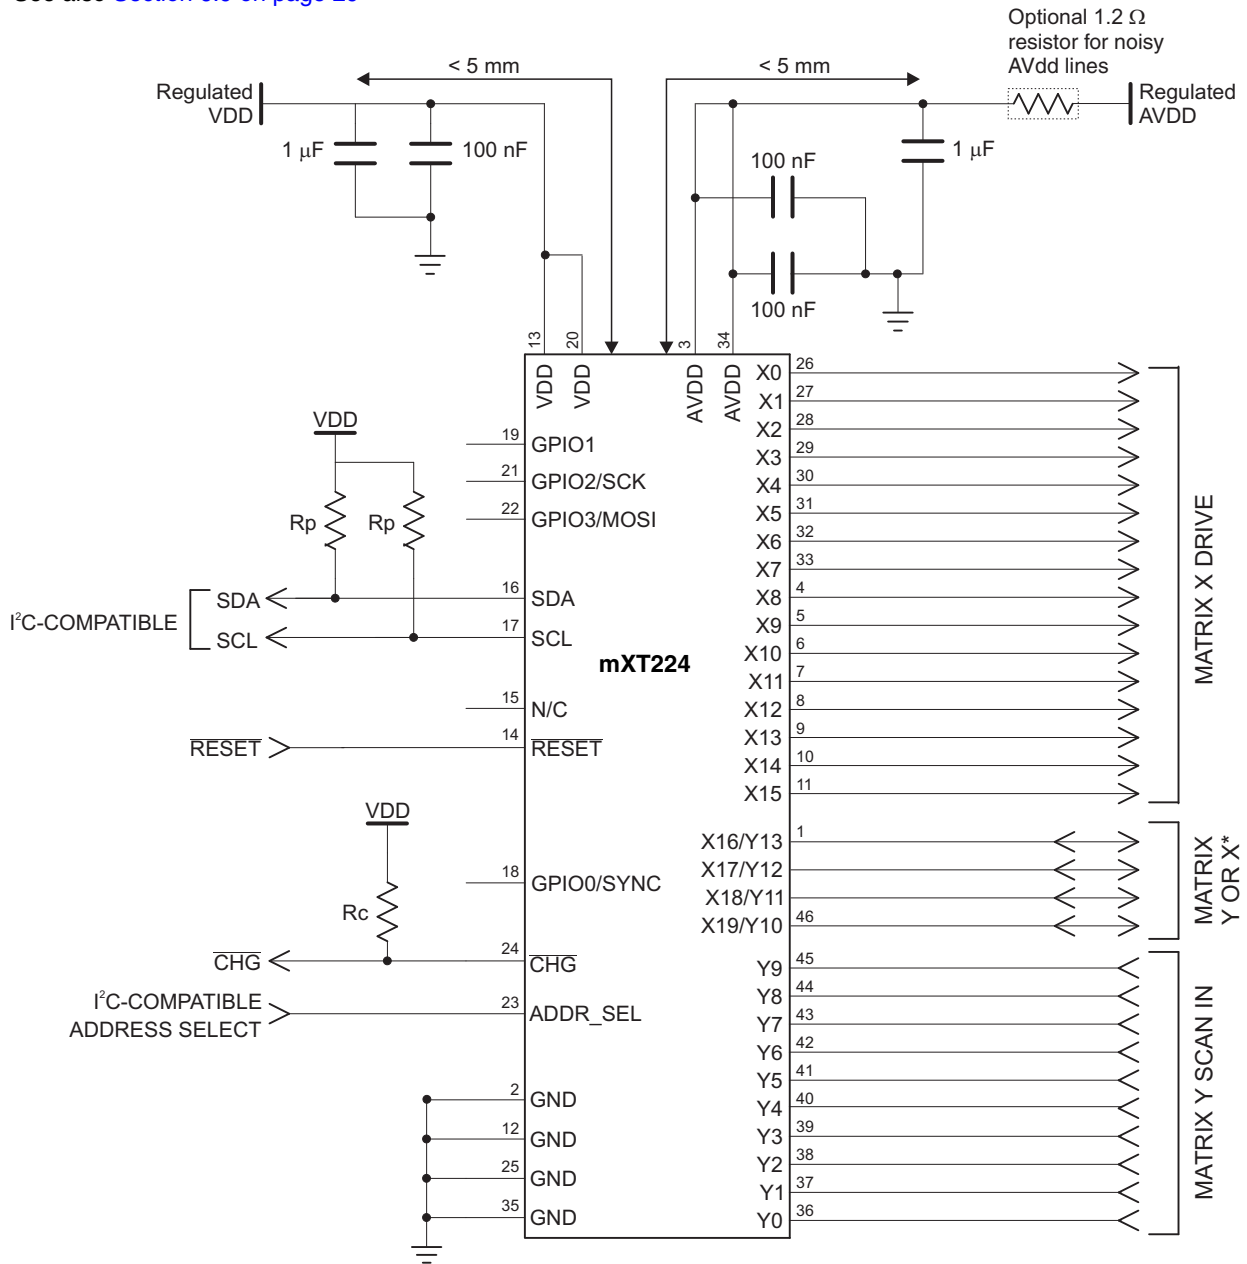 Optional 1.2 Ω
resistor for noisy
AVdd lines
< 5 mm
< 5 mm
Regulated
VDD
Regulated
AVDD
1 μF
100 nF
100 nF
1 μF
100 nF
13
20
3
34
VDD
VDD
AVDD
AVDD
X0 26
X1 27
X2 28
X3 29
X4 30
X5 31
X6 32
X7 33
X8 4
X9 5
X10 6
X11 7
X12 8
X13 9
X14 10
X15 11
MATRIX X DRIVE
VDD
Rp
Rp
19 GPIO1
21 GPIO2/SCK
22 GPIO3/MOSI
I²C-COMPATIBLE
SDA
16 SDA
SCL
17 SCL
mXT224
15 N/C
RESET
14 RESET
VDD
Rc
18 GPIO0/SYNC
CHG
24 CHG
I²C-COMPATIBLE
ADDRESS SELECT
23 ADDR_SEL
2 GND
12 GND
25 GND
35 GND
X16/Y13 1
X17/Y12
X18/Y11
X19/Y10 46
MATRIX
Y OR X*
Y9 45
Y8 44
Y7 43
Y6 42
Y5 41
Y4 40
Y3 39
Y2 38
Y1 37
Y0 36
MATRIX Y SCAN IN